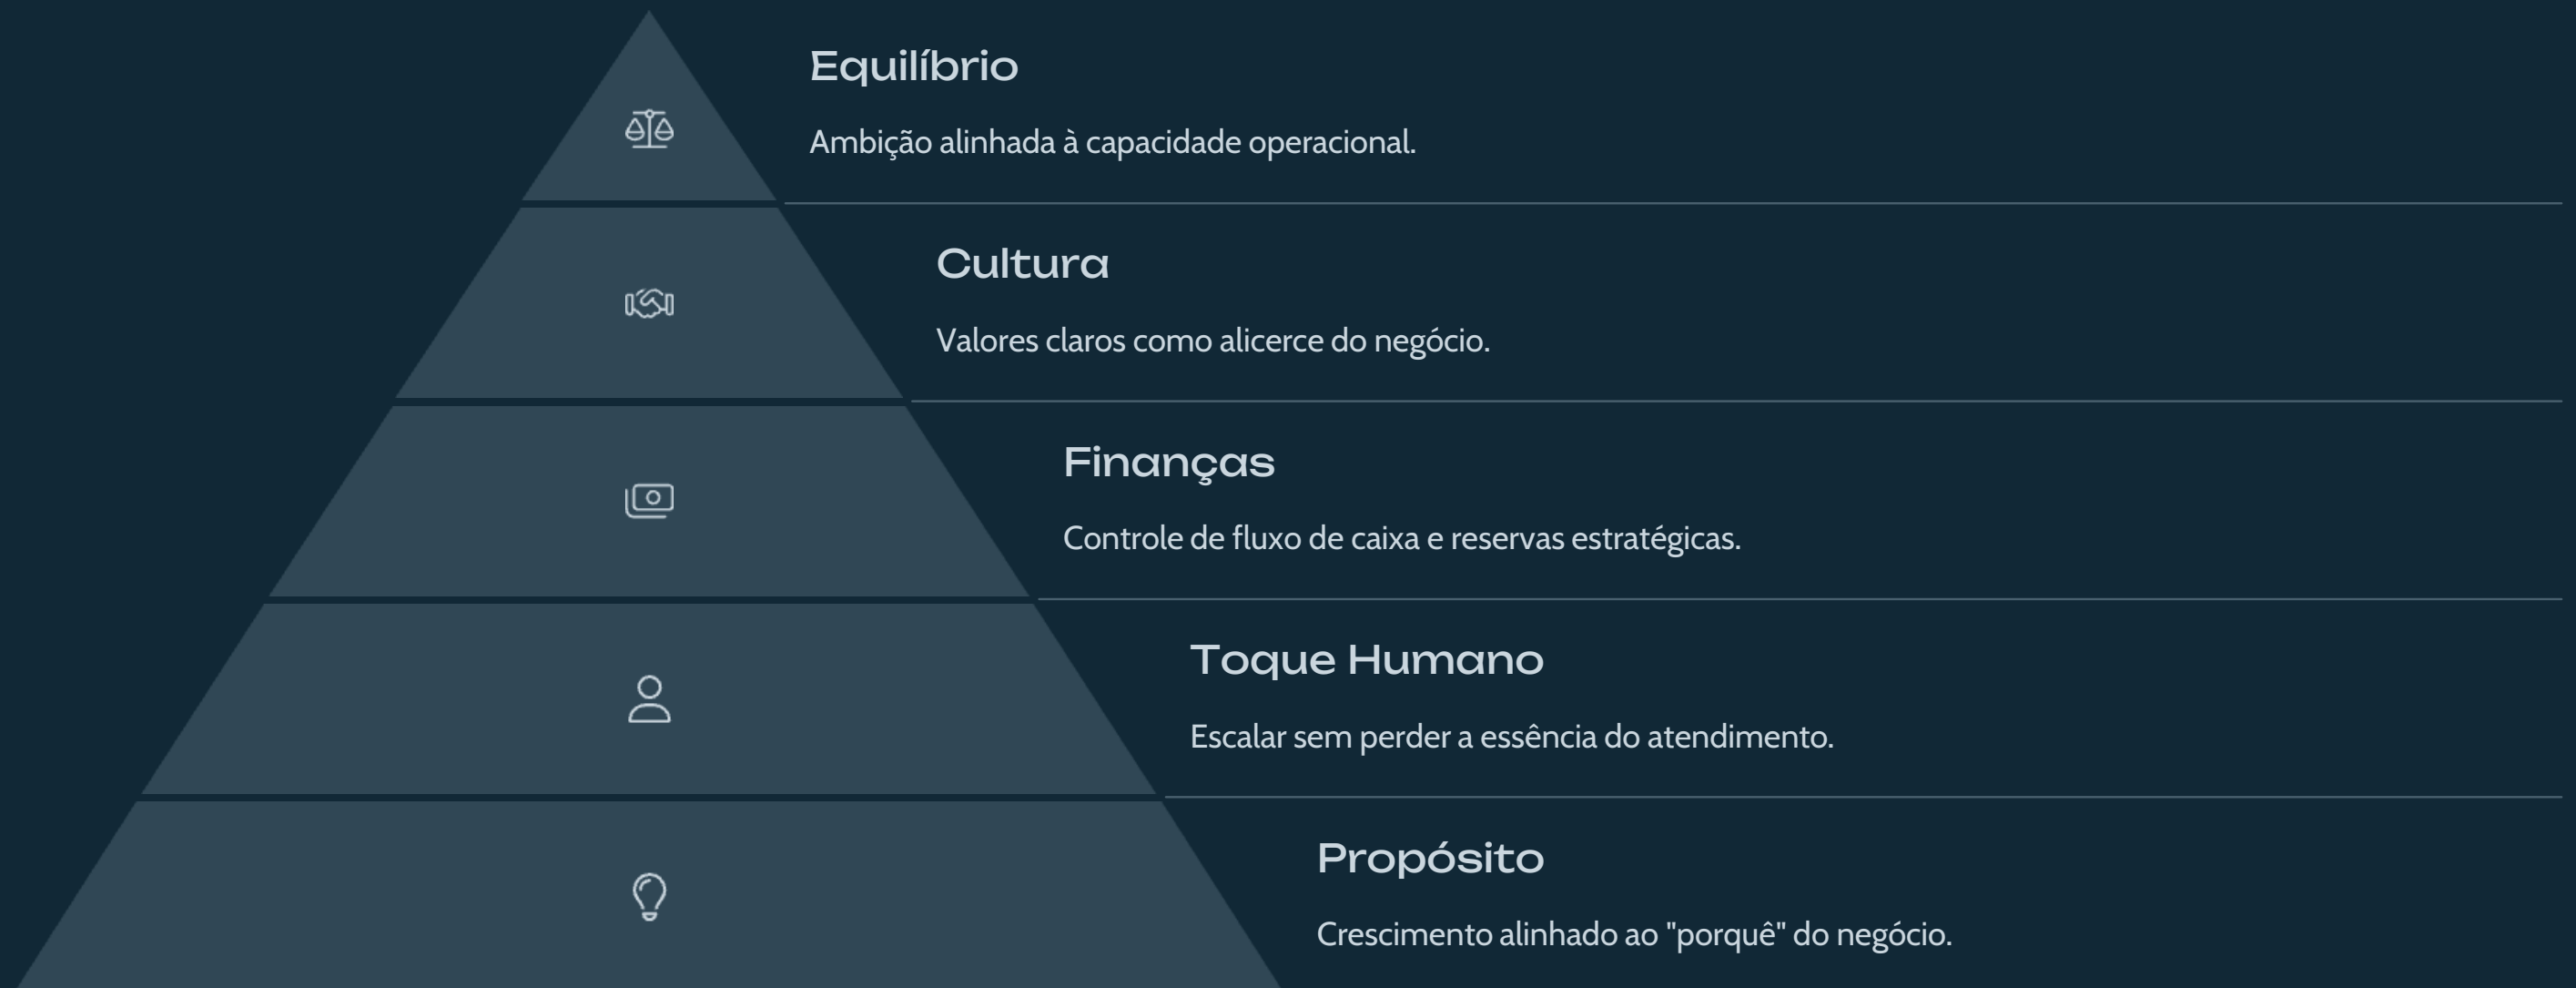 Equilíbrio
Ambição alinhada à capacidade operacional.
Cultura
Valores claros como alicerce do negócio.
Finanças
Controle de fluxo de caixa e reservas estratégicas.
Toque Humano
Escalar sem perder a essência do atendimento.
Propósito
Crescimento alinhado ao "porquê" do negócio.